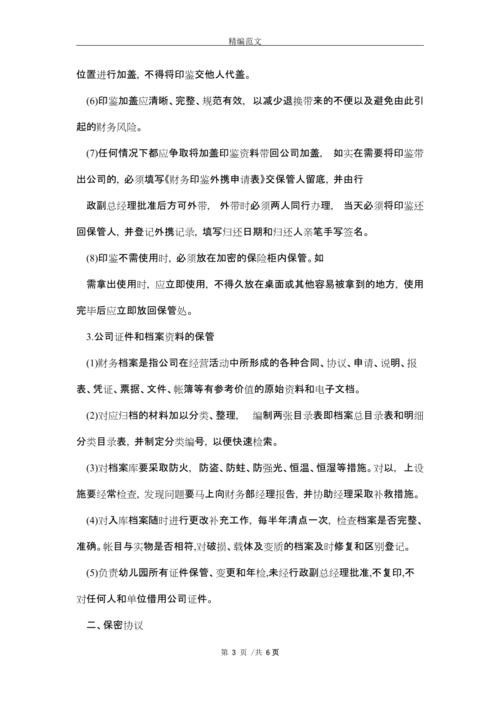 精编范文
位置进行加盖，不得将印鉴交他人代盖。
(6)印鉴加盖应清晰、完整、规范有效，以减少退换带来的不便以及避免由此引
起的财务风险。
(7)任何情况下都应争取将加盖印鉴资料带回公司加盖， 如实在需要将印鉴带
出公司的，必须填写《财务印鉴外携申请表》交保管人留底，并由行
政副总经理批准后方可外带， 外带时必须两人同行办理， 当天必须将印鉴还
回保管人，并登记外携记录，填写归还日期和归还人亲笔手写签名。
(8)印鉴不需使用时，必须放在加密的保险柜内保管。如
需拿出使用时，应立即使用，不得久放在桌面或其他容易被拿到的地方，使用
完毕后应立即放回保管处。
3.公司证件和档案资料的保管
(1)财务档案是指公司在经营活动中所形成的各种合同、协议、申请、说明、报
表、凭证、票据、文件、帐簿等有参考价值的原始资料和电子文档。
(2)对应归档的材料加以分类、整理， 编制两张目录表即档案总目录表和明细
分类目录表，并制定分类编号，以便快速检索。
(3)对档案库要采取防火，防盗、防蛀、防强光、恒温、恒湿等措施。对以，上设
施要经常检查，发现问题要马上向财务部经理报告，并协助经理采取补救措施。
(4)对入库档案随时进行更改补充工作，每半年清点一次，检查档案是否完整、
准确。帐目与实物是否相符,对破损、载体及变质的档案及时修复和区别登记。
(5)负责幼儿园所有证件保管、变更和年检,未经行政副总经理批准,不复印,不
对任何人和单位借用公司证件。
二、保密协议
第 3 页 /共 6 页